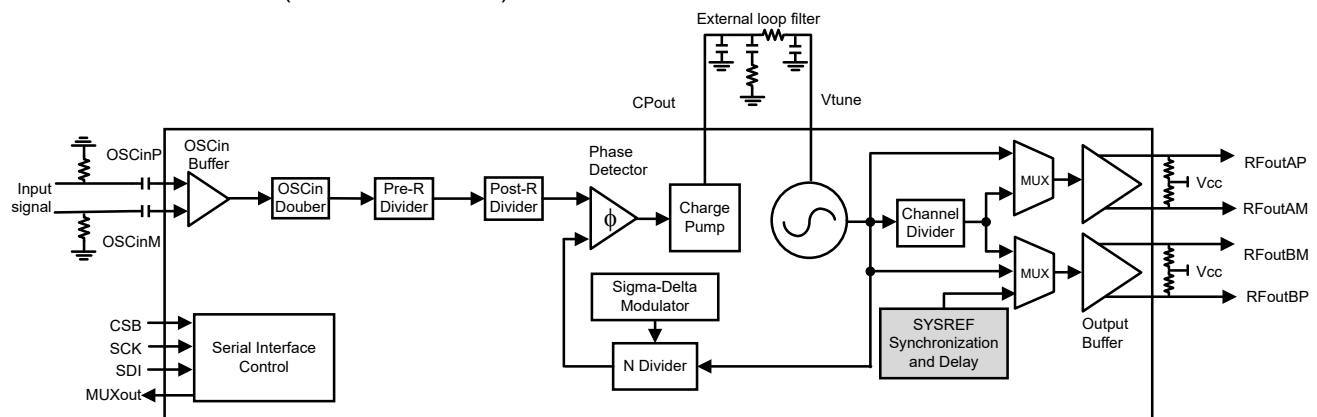 External loop filter
CPout
Vtune
OSCinP
OSCin
Buffer
Input
signal
OSCinM
OSCin
Douber
Pre-R
Divider
Post-R
Divider
Phase
Detector
ϕ
Charge
Pump
Channel
Divider
MUX
RFoutAP
Vcc
RFoutAM
MUX
RFoutBM
Vcc
RFoutBP
Output
Buffer
Sigma-Delta
Modulator
N Divider
SYSREF
Synchronization
and Delay
CSB
SCK
SDI
MUXout
Serial Interface
Control